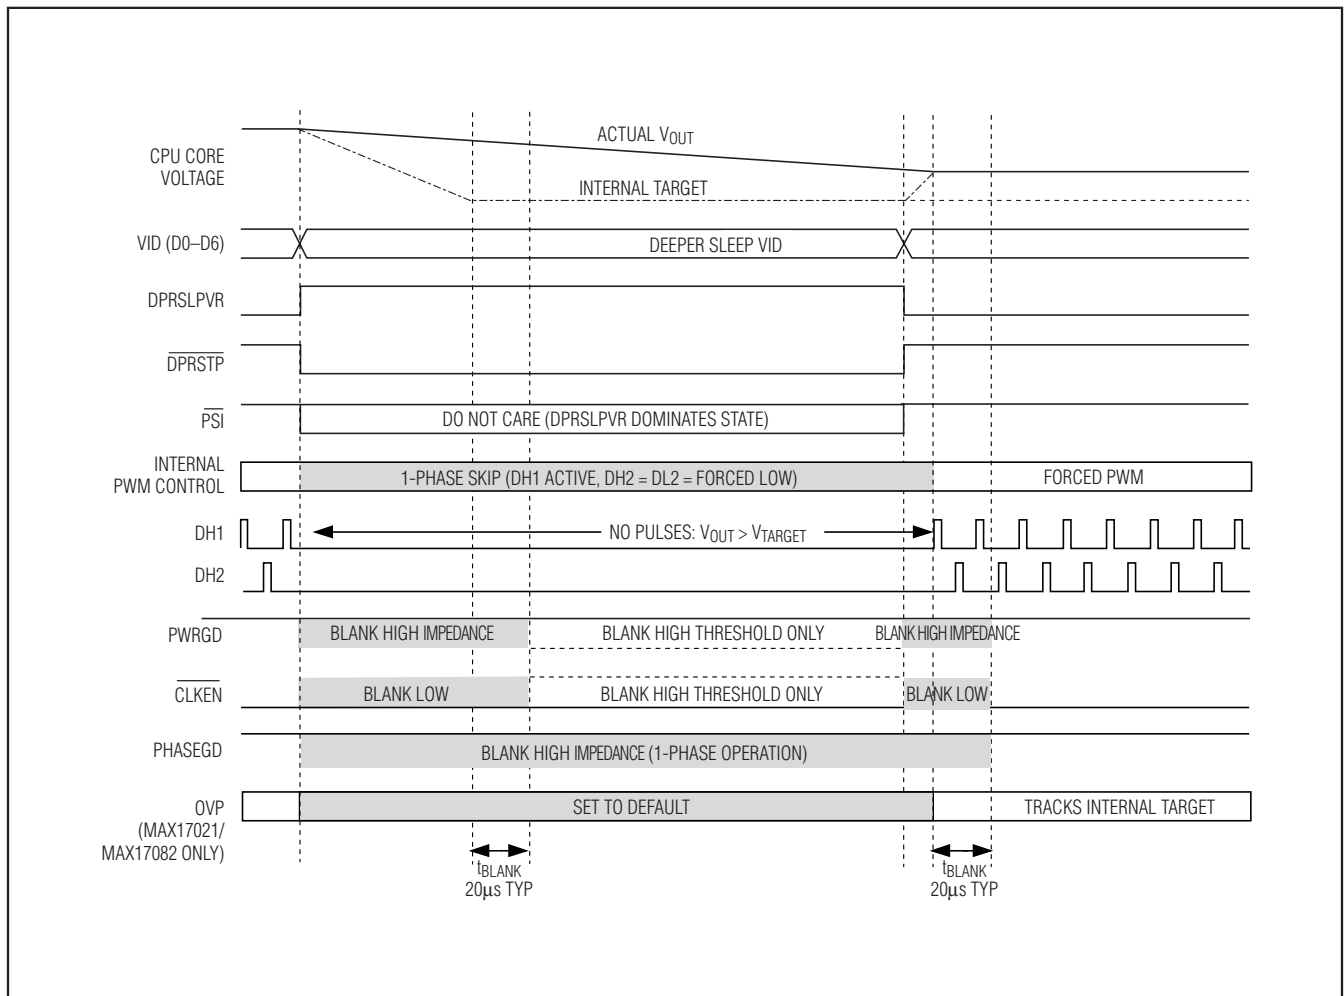 ACTUAL VOUT
CPU CORE
VOLTAGE
INTERNAL TARGET
VID (D0–D6)
DEEPER SLEEP VID
DPRSLPVR
DPRSTP
PSI
DO NOT CARE (DPRSLPVR DOMINATES STATE)
INTERNAL
PWM CONTROL
1-PHASE SKIP (DH1 ACTIVE, DH2 = DL2 = FORCED LOW)
FORCED PWM
DH1
NO PULSES: VOUT > VTARGET
DH2
PWRGD
BLANK HIGH IMPEDANCE
BLANK HIGH THRESHOLD ONLY
BLANK HIGH IMPEDANCE
CLKEN
BLANK LOW
BLANK HIGH THRESHOLD ONLY
BLANK LOW
PHASEGD
BLANK HIGH IMPEDANCE (1-PHASE OPERATION)
OVP
(MAX17021/
MAX17082 ONLY)
SET TO DEFAULT
TRACKS INTERNAL TARGET
tBLANK
20μs TYP
tBLANK
20μs TYP